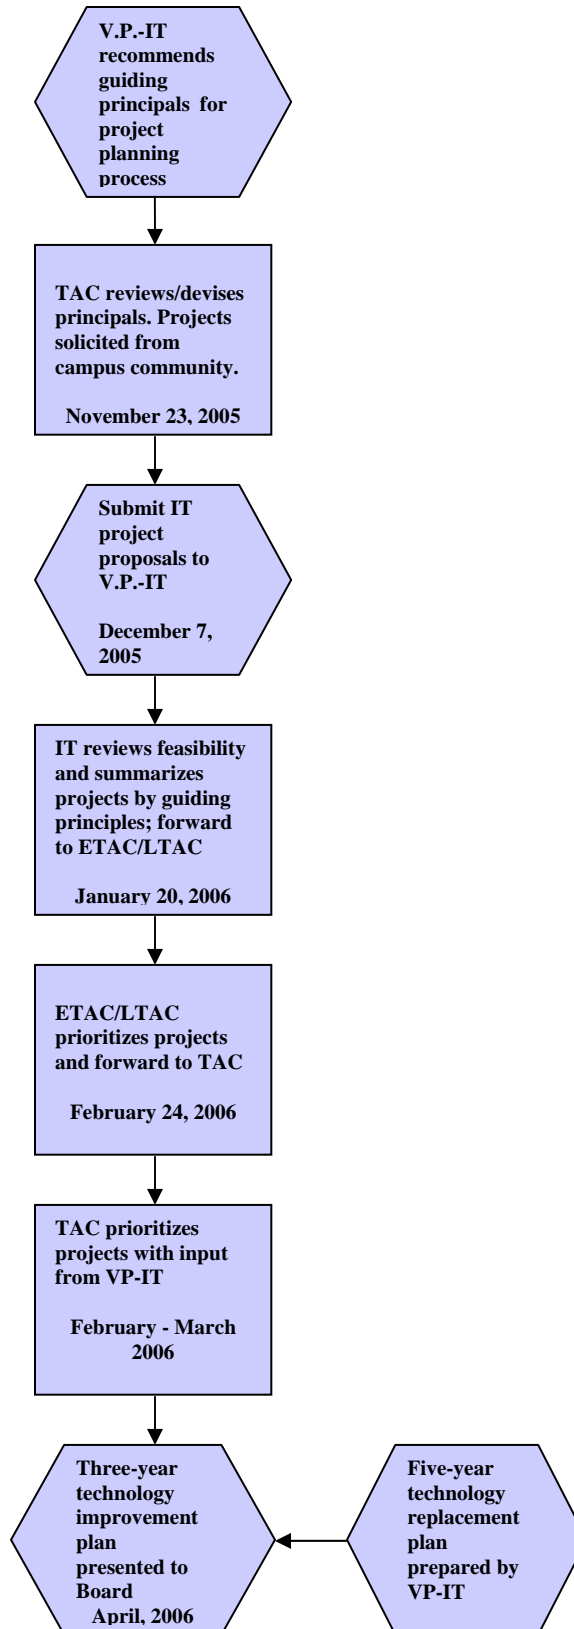 V.P.-IT
recommends
guiding
principals for
project
planning
process
TAC reviews/devises
principals. Projects
solicited from
campus community.
November 23, 2005
Submit IT
project
proposals to
V.P.-IT
December 7,
2005
IT reviews feasibility
and summarizes
projects by guiding
principles; forward
to ETAC/LTAC
January 20, 2006
ETAC/LTAC
prioritizes projects
and forward to TAC
February 24, 2006
TAC prioritizes
projects with input
from VP-IT
February - March
2006
Three-year
technology
improvement
plan
presented to
Board
April, 2006
Five-year
technology
replacement
plan
prepared by
VP-IT